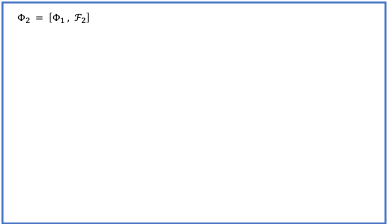 Φ₂ = [Φ₁ , ℱ₂]